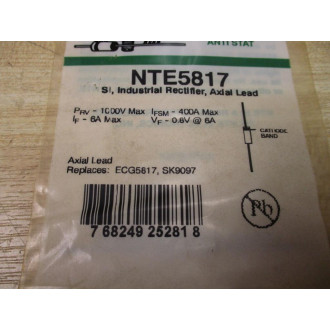 ANTI STAT
NTE5817
SI, Industrial Rectifier, Axial Lead
PRV - 1000V Max IFSM - 400A Max
IF - 6A Max VF - 0.8V @ 6A
CATHODE
BAND
Axial Lead
Replaces: ECG5817, SK9097
Pb
7 68249 25281 8